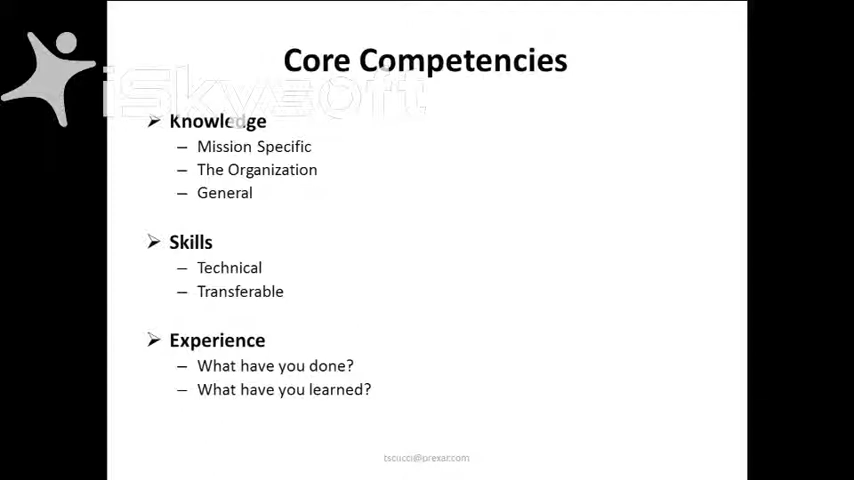 Core Competencies
iSkysoft
➢ Knowledge
– Mission Specific
– The Organization
– General
➢ Skills
– Technical
– Transferable
➢ Experience
– What have you done?
– What have you learned?
tscucci@prexar.com